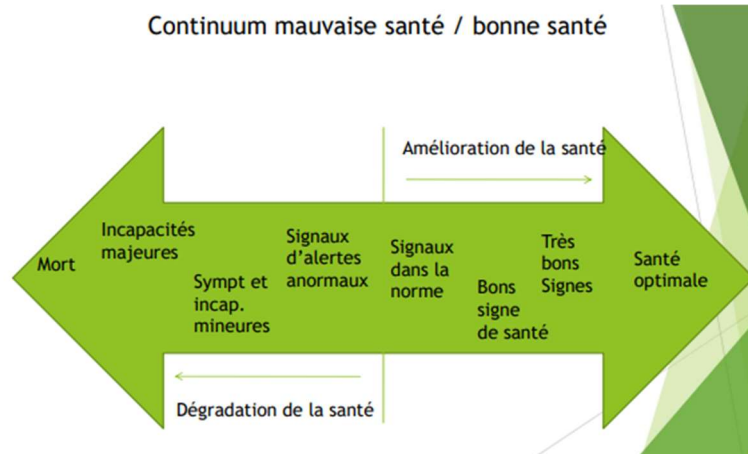 Continuum mauvaise santé / bonne santé
Amélioration de la santé
Mort
Incapacités
majeures
Sympt et
incap.
mineures
Signaux
d'alertes
anormaux
Signaux
dans la
norme
Bons
signe
de santé
Très
bons
Signes
Santé
optimale
Dégradation de la santé